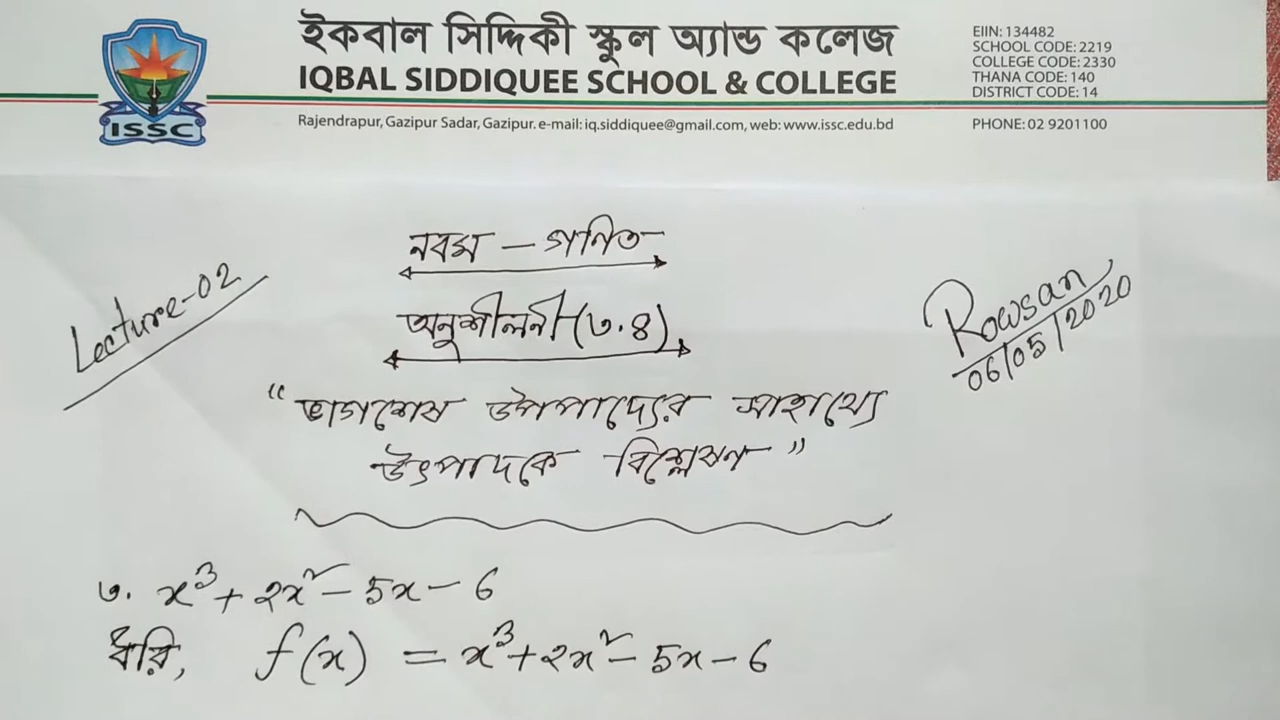 ইকবাল সিদ্দিকী স্কুল অ্যান্ড কলেজ
IQBAL SIDDIQUEE SCHOOL & COLLEGE
Rajendrapur, Gazipur Sadar, Gazipur. e-mail: iq.siddiquee@gmail.com, web: www.issc.edu.bd
EIIN: 134482
SCHOOL CODE: 2219
COLLEGE CODE: 2330
THANA CODE: 140
DISTRICT CODE: 14
PHONE: 02 9201100
ISSC
নবম - গণিত
Lecture-02
অনুশীলনী (৩.৪)
Rowsan
06/05/2020
"ভাগশেষ উপপাদ্যের সাহায্যে
উৎপাদকে বিশ্লেষণ"
৩. x³ + 2x² - 5x - 6
ধরি, f(x) = x³ + 2x² - 5x - 6